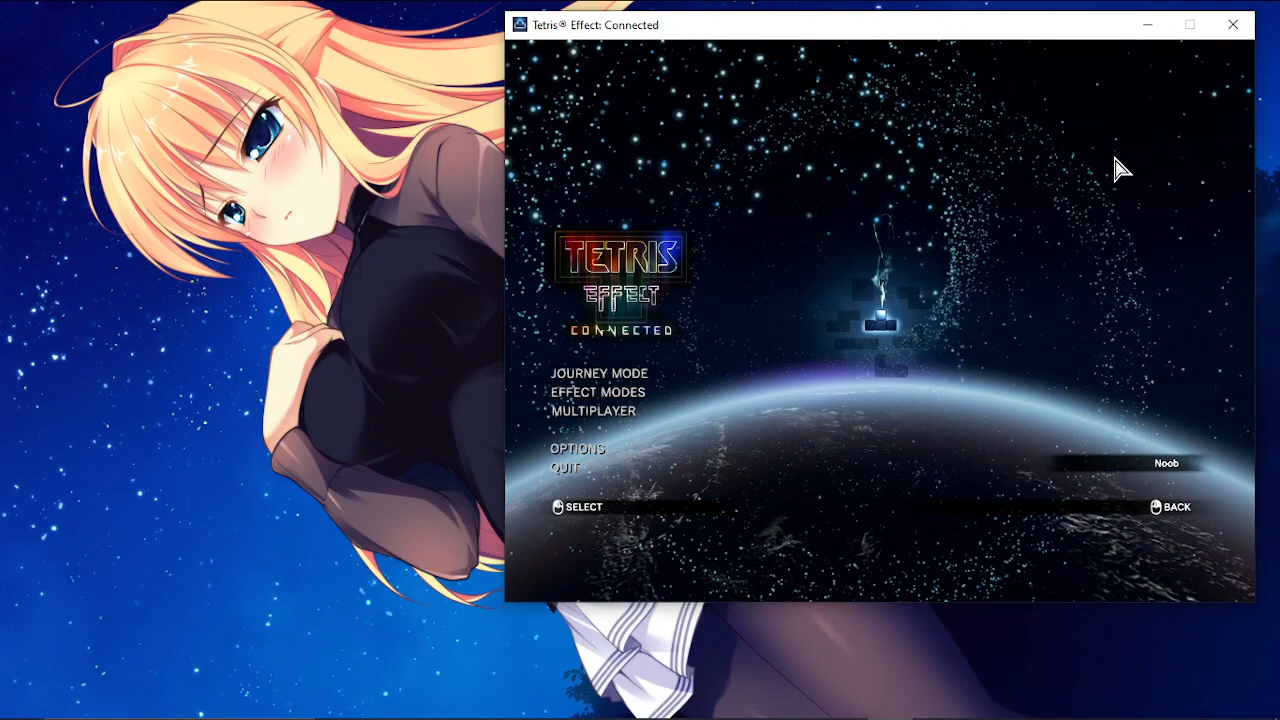 Tetris® Effect: Connected
TETRIS
EFFECT
CONNECTED
JOURNEY MODE
EFFECT MODES
MULTIPLAYER
OPTIONS
QUIT
Noob
SELECT
BACK